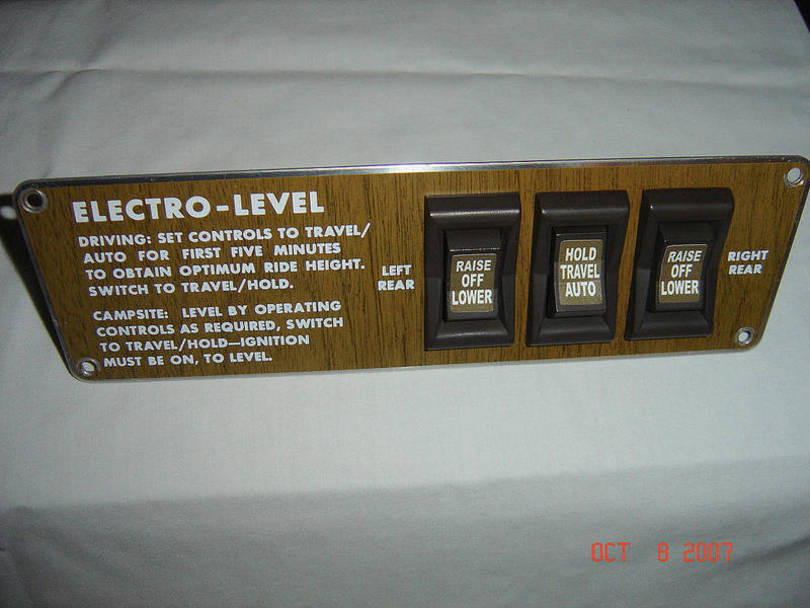 ELECTRO-LEVEL
DRIVING: SET CONTROLS TO TRAVEL/
AUTO FOR FIRST FIVE MINUTES
TO OBTAIN OPTIMUM RIDE HEIGHT.
SWITCH TO TRAVEL/HOLD.
CAMPSITE: LEVEL BY OPERATING
CONTROLS AS REQUIRED, SWITCH
TO TRAVEL/HOLD—IGNITION
MUST BE ON, TO LEVEL.
LEFT
REAR
RAISE
OFF
LOWER
HOLD
TRAVEL
AUTO
RAISE
OFF
LOWER
RIGHT
REAR
OCT 8 2007